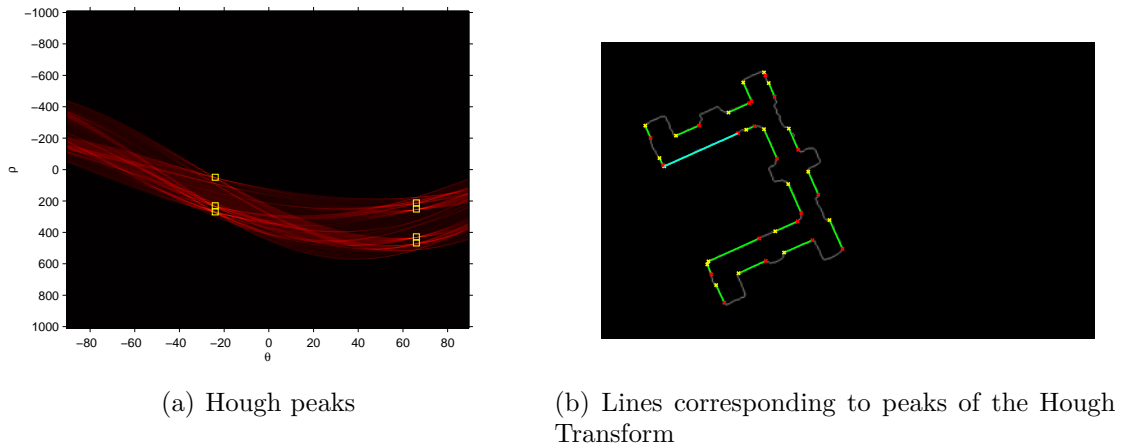 −1000
−800
−600
−400
−200
0
200
400
600
800
1000
ρ
−80 −60 −40 −20 0 20 40 60 80
θ
(a) Hough peaks
(b) Lines corresponding to peaks of the Hough
Transform